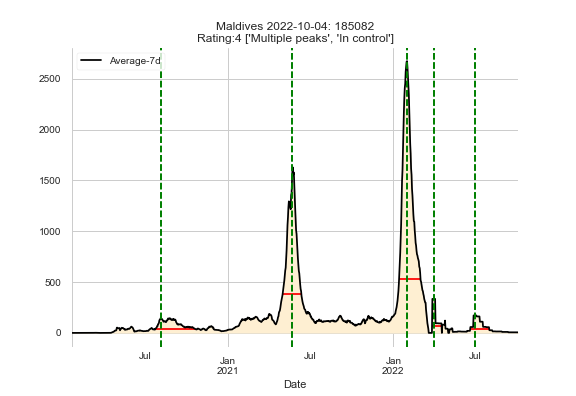 Maldives 2022-10-04: 185082
Rating:4 ['Multiple peaks', 'In control']
Average-7d
2500
2000
1500
1000
500
0
Jul
Jan
2021
Jul
Jan
2022
Jul
Date